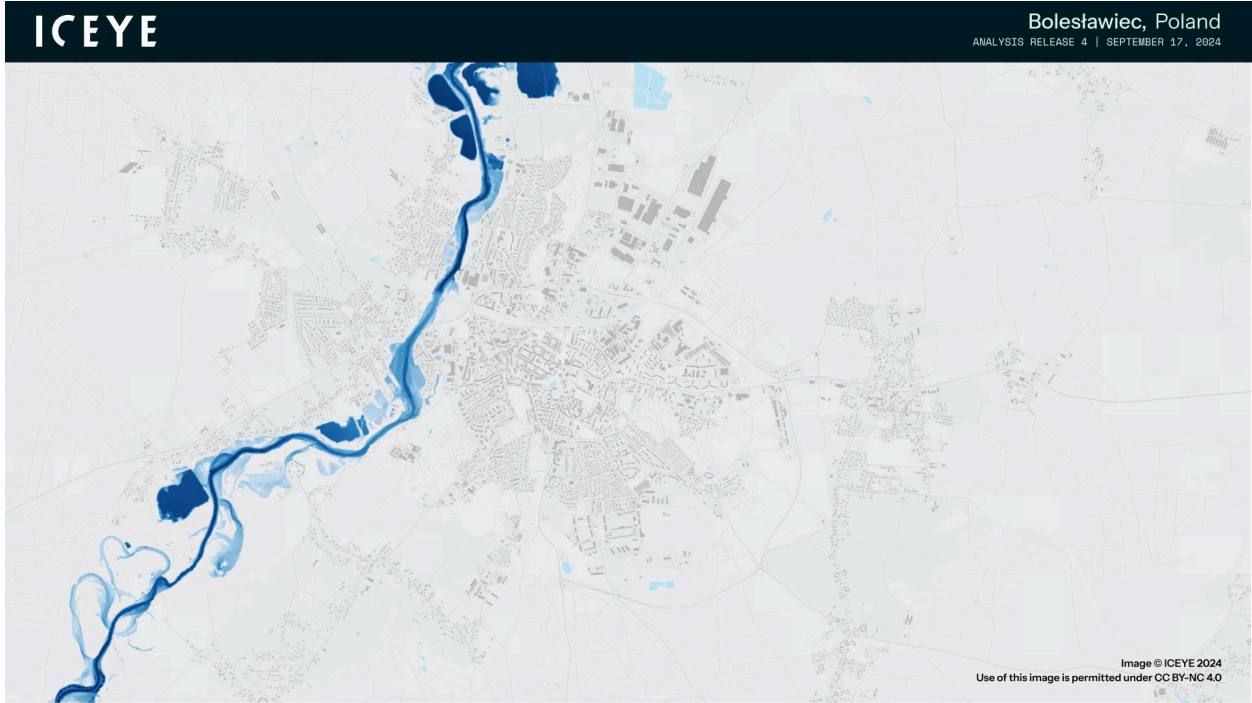 ICEYE
Bolesławiec, Poland
ANALYSIS RELEASE 4 | SEPTEMBER 17, 2024
Image © ICEYE 2024
Use of this image is permitted under CC BY-NC 4.0